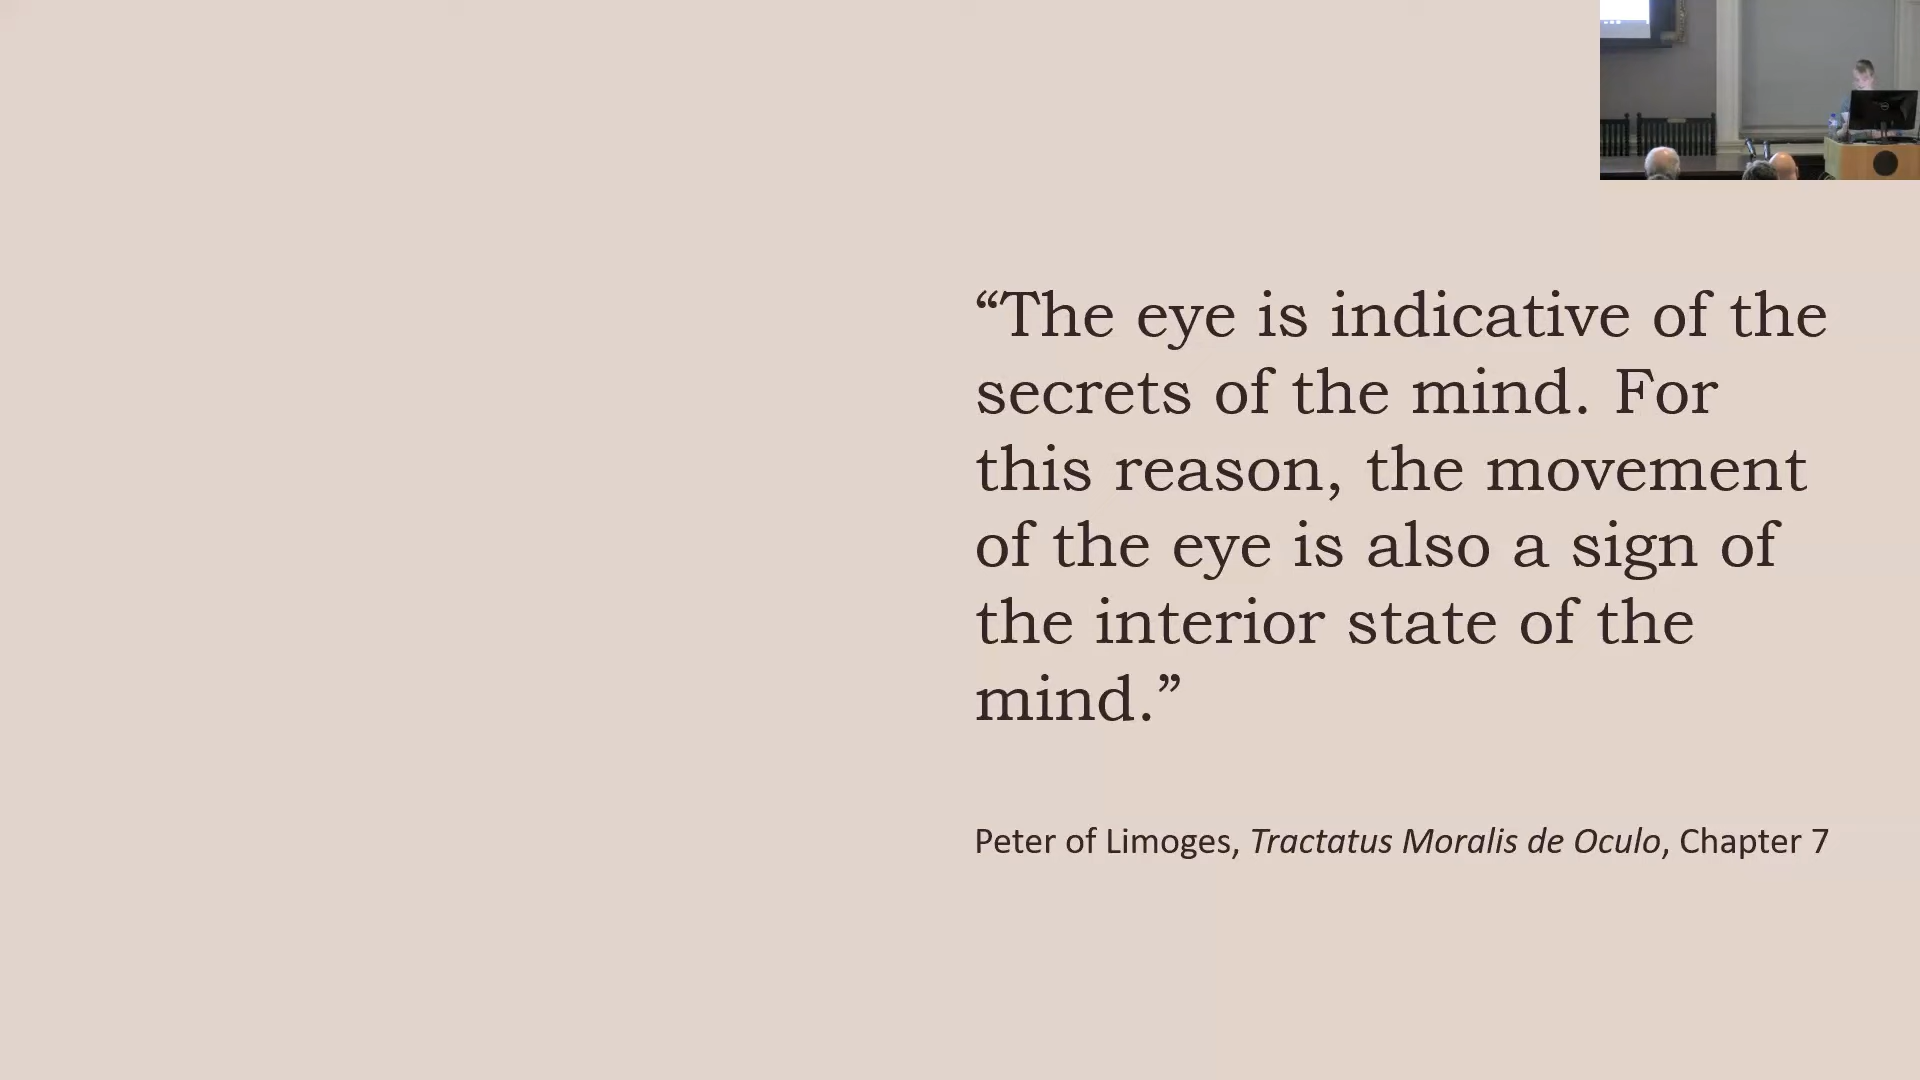 “The eye is indicative of the
secrets of the mind. For
this reason, the movement
of the eye is also a sign of
the interior state of the
mind.”
Peter of Limoges, Tractatus Moralis de Oculo, Chapter 7